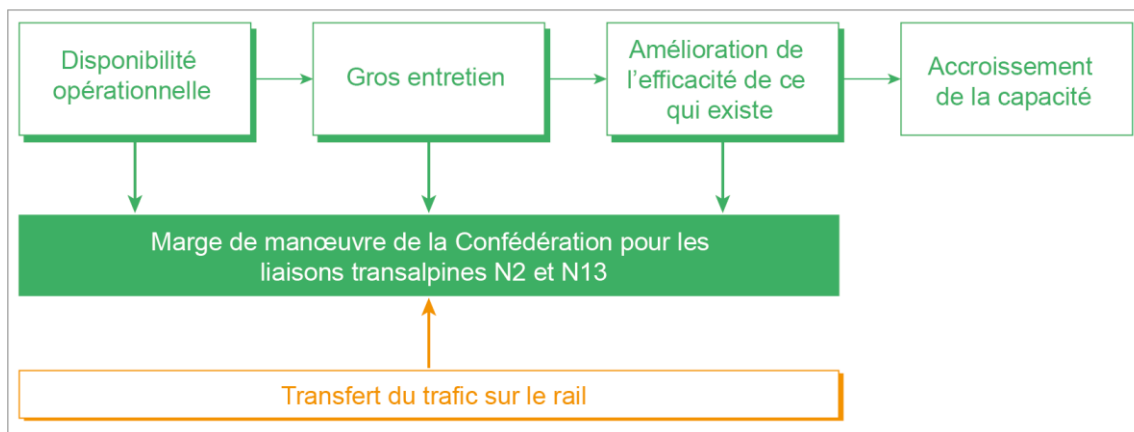 Disponibilité
opérationnelle
Gros entretien
Amélioration de
l'efficacité de ce
qui existe
Accroissement
de la capacité
Marge de manœuvre de la Confédération pour les
liaisons transalpines N2 et N13
Transfert du trafic sur le rail